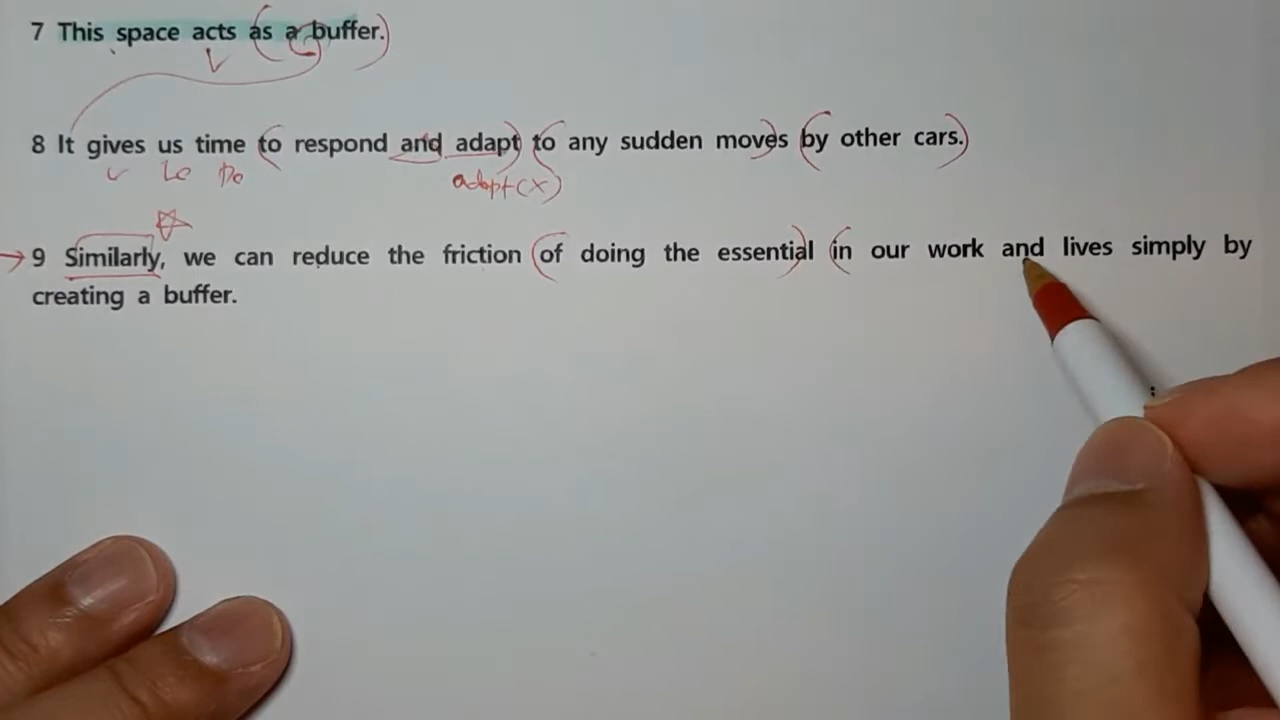 7 This space acts as a buffer.
V
8 It gives us time to respond and adapt to any sudden moves by other cars.
V Io Do adopt(x)
9 Similarly, we can reduce the friction of doing the essential in our work and lives simply by
creating a buffer.